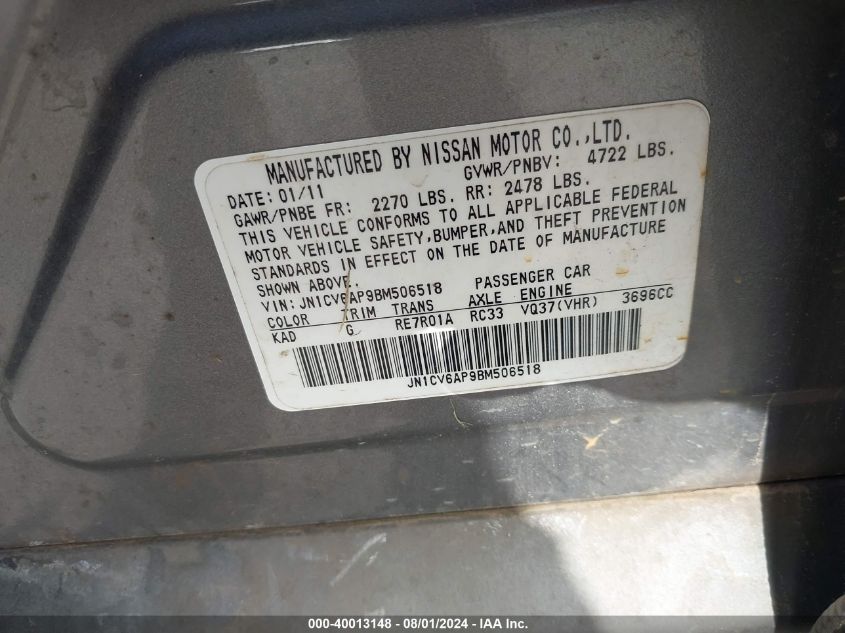 MANUFACTURED BY NISSAN MOTOR CO.,LTD.
DATE: 01/11 GVWR/PNBV: 4722 LBS.
GAWR/PNBE FR: 2270 LBS. RR: 2478 LBS.
THIS VEHICLE CONFORMS TO ALL APPLICABLE FEDERAL
MOTOR VEHICLE SAFETY,BUMPER,AND THEFT PREVENTION
STANDARDS IN EFFECT ON THE DATE OF MANUFACTURE
SHOWN ABOVE.
VIN: JN1CV6AP9BM506518 PASSENGER CAR
COLOR TRIM TRANS AXLE ENGINE
KAD G RE7R01A RC33 VQ37(VHR) 3696CC
JN1CV6AP9BM506518
000-40013148 - 08/01/2024 - IAA Inc.